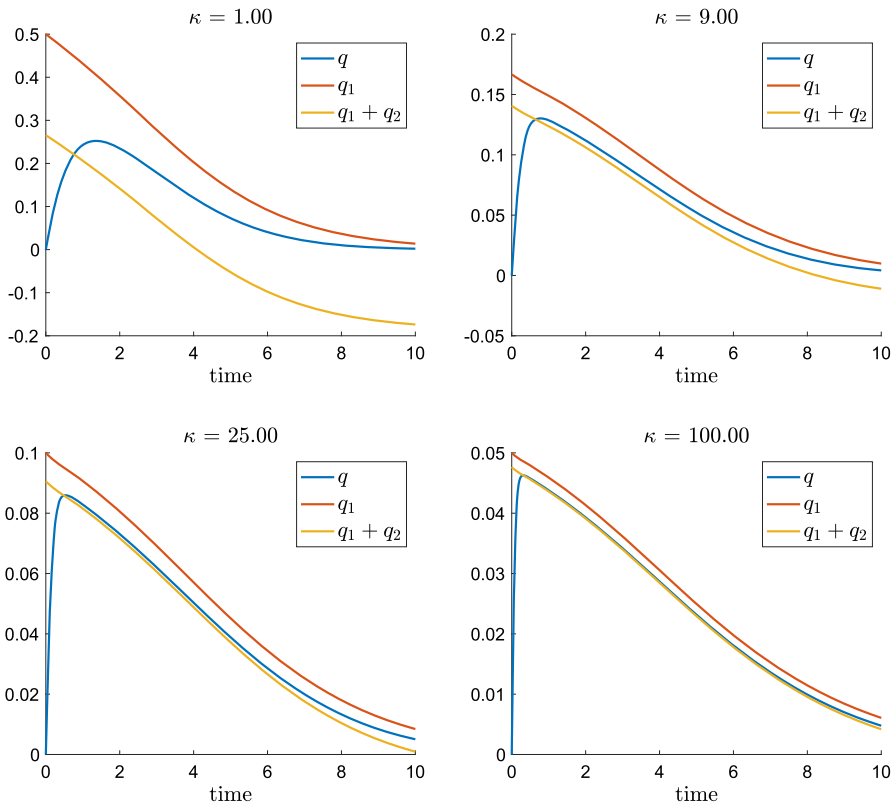 κ = 1.00
0.5
0.4
0.3
0.2
0.1
0
-0.1
-0.2
0 2 4 6 8 10
time
q
q₁
q₁ + q₂
κ = 9.00
0.2
0.15
0.1
0.05
0
-0.05
0 2 4 6 8 10
time
q
q₁
q₁ + q₂
κ = 25.00
0.1
0.08
0.06
0.04
0.02
0
0 2 4 6 8 10
time
q
q₁
q₁ + q₂
κ = 100.00
0.05
0.04
0.03
0.02
0.01
0
0 2 4 6 8 10
time
q
q₁
q₁ + q₂